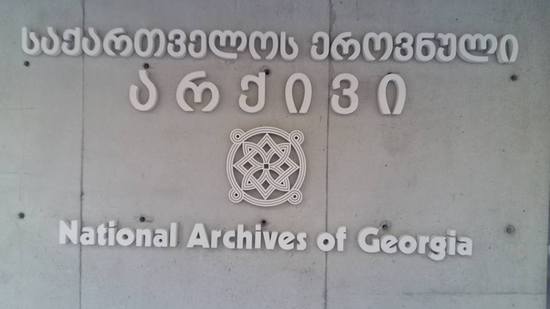 საქართველოს ეროვნული
არქივი
National Archives of Georgia